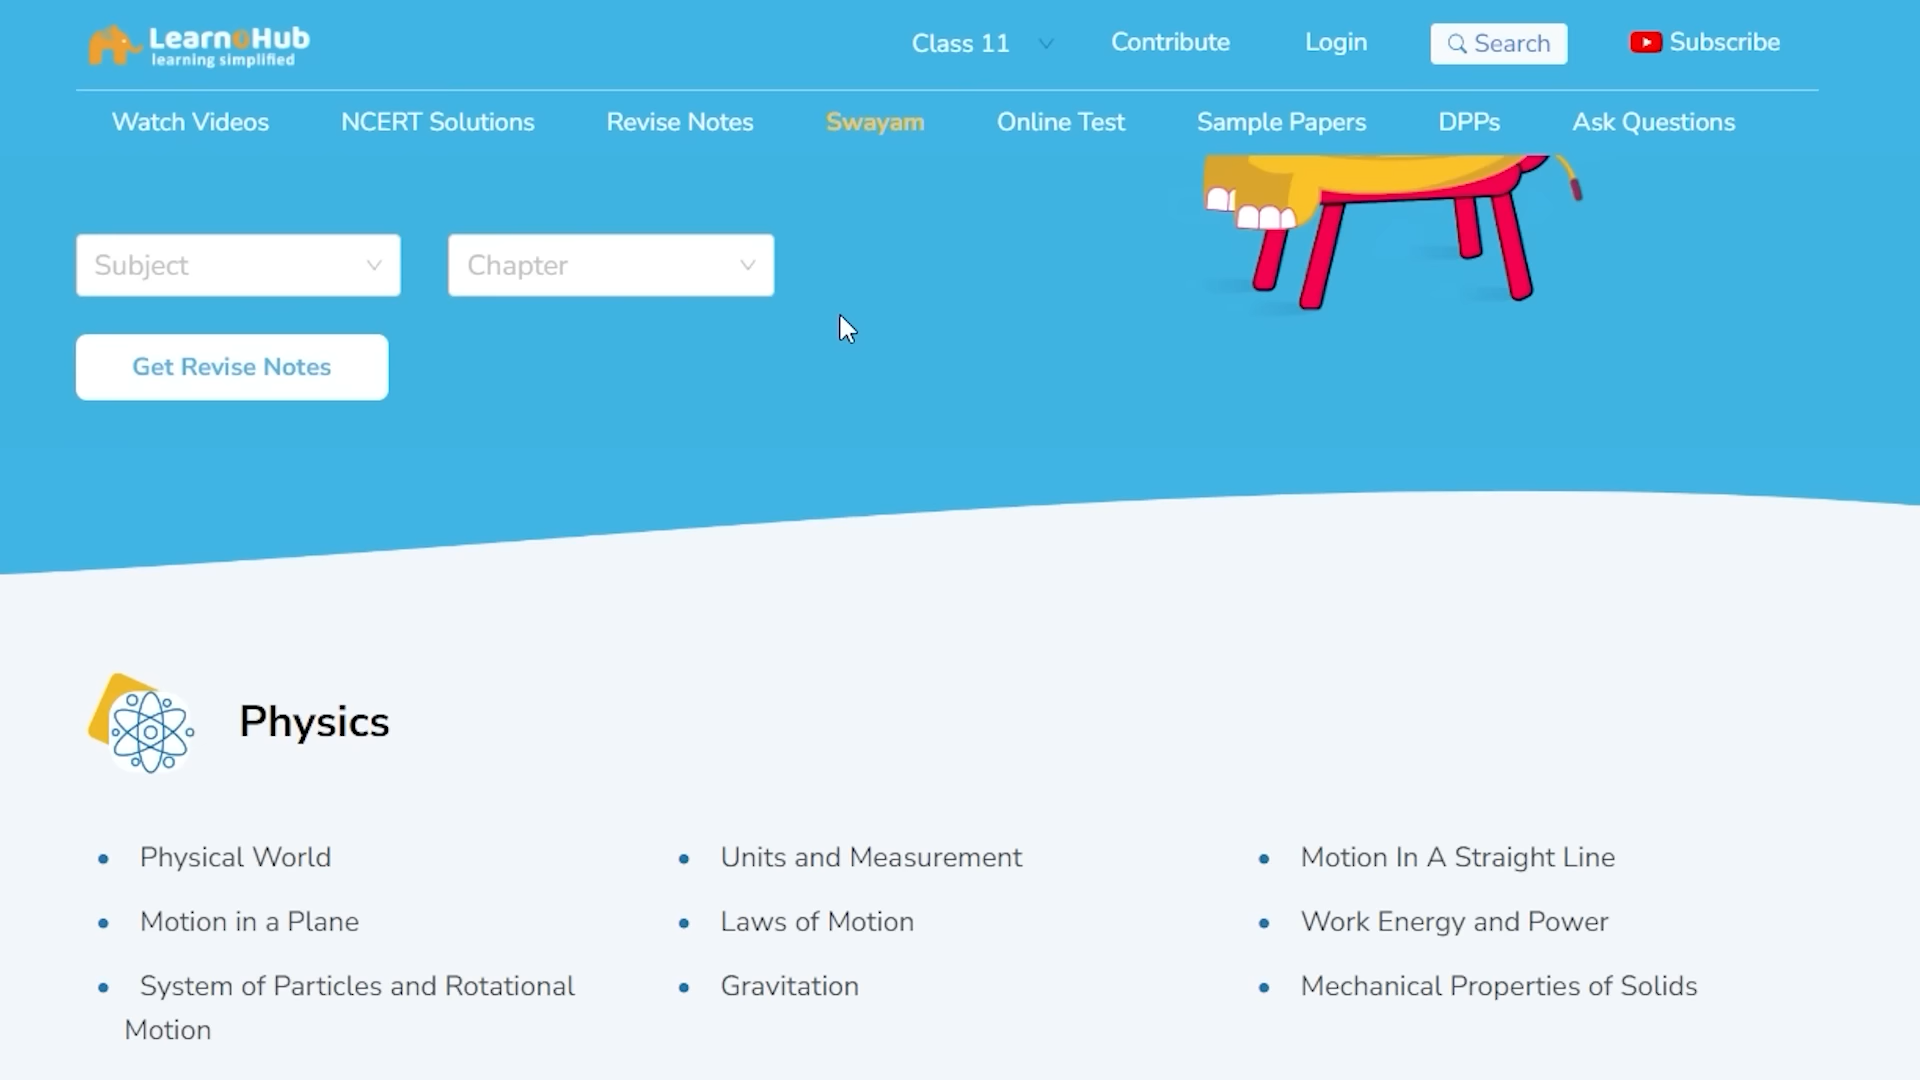 LearnoHub
learning simplified
Class 11
Contribute
Login
Search
Subscribe
Watch Videos
NCERT Solutions
Revise Notes
Swayam
Online Test
Sample Papers
DPPs
Ask Questions
Subject
Chapter
Get Revise Notes
Physics
Physical World
Units and Measurement
Motion In A Straight Line
Motion in a Plane
Laws of Motion
Work Energy and Power
System of Particles and Rotational
Motion
Gravitation
Mechanical Properties of Solids